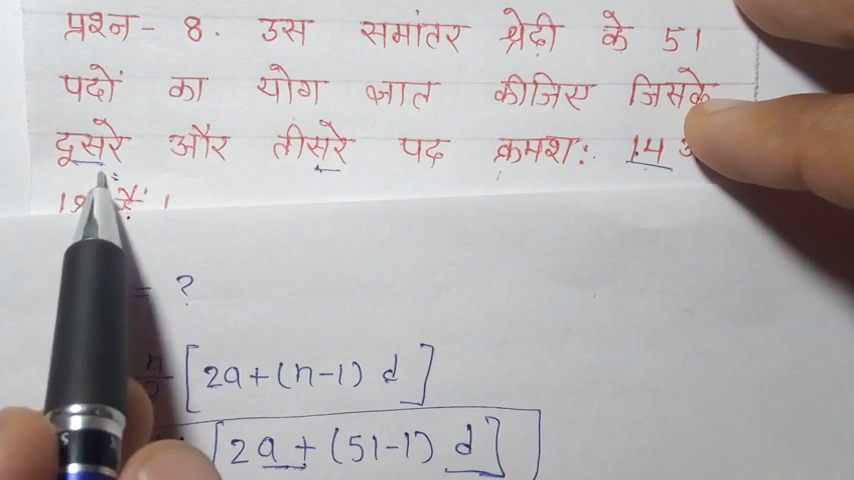 प्रश्न- 8. उस समांतर श्रेढ़ी के 51
पदों का योग ज्ञात कीजिए जिसके
दूसरे और तीसरे पद क्रमश: 14
हैं ।
= ?
[2a+(n-1) d]
[2a+(51-1) d]